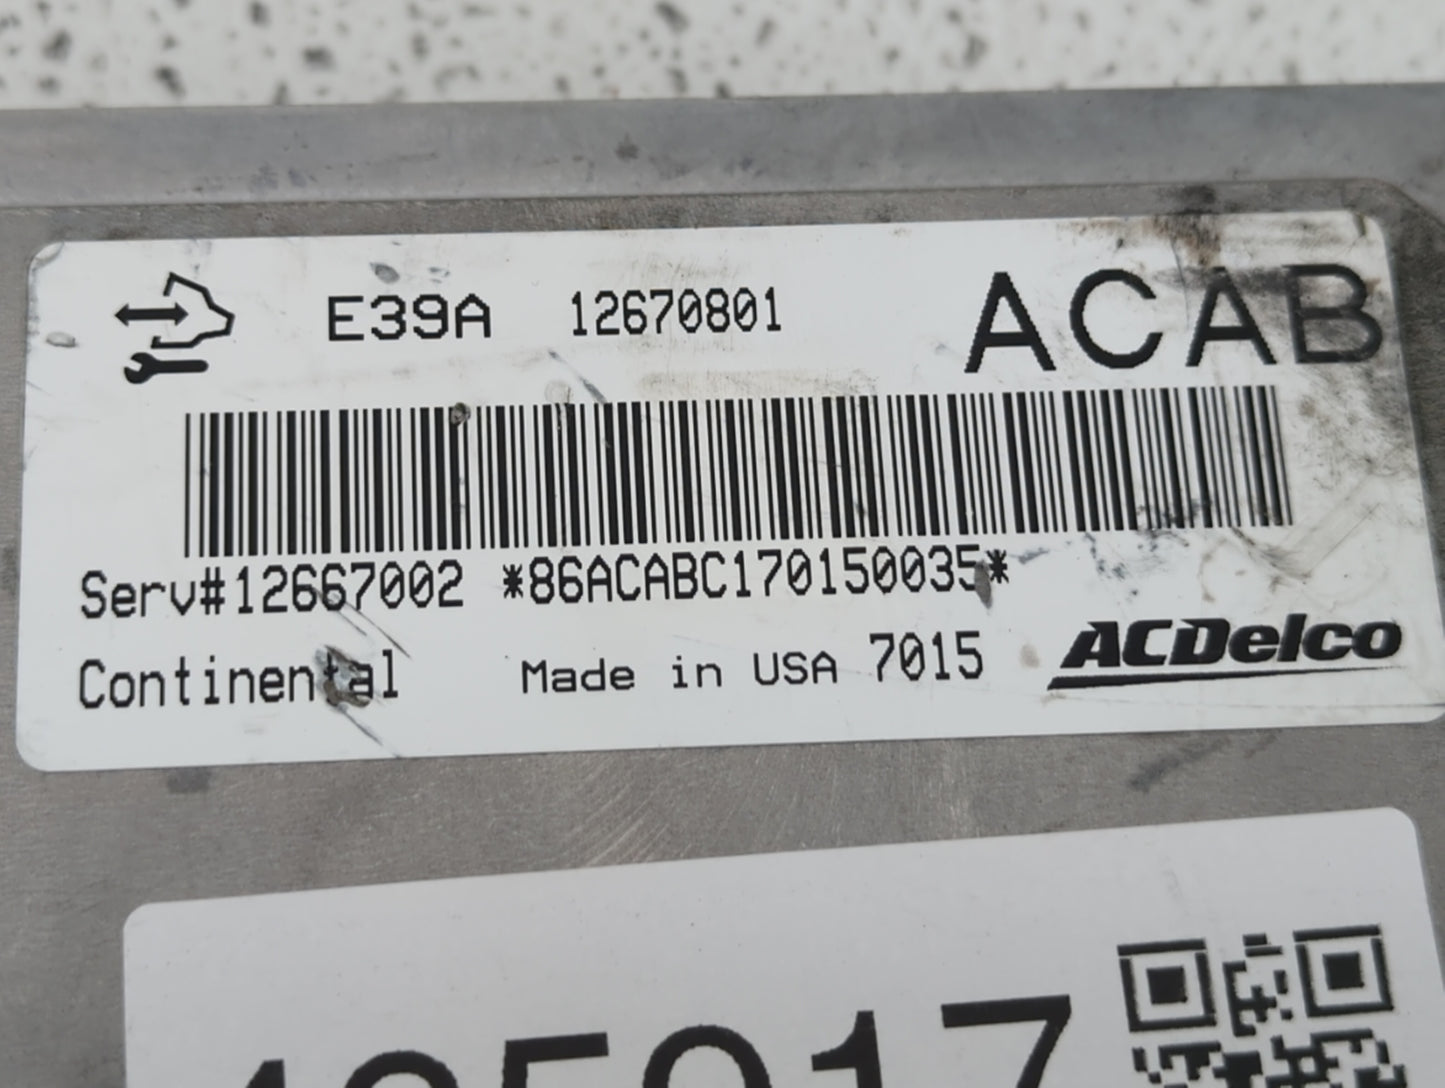 E39A 12670801 ACAB
Serv#12667002 *86ACABC170150035*
Continental Made in USA 7015 ACDelco